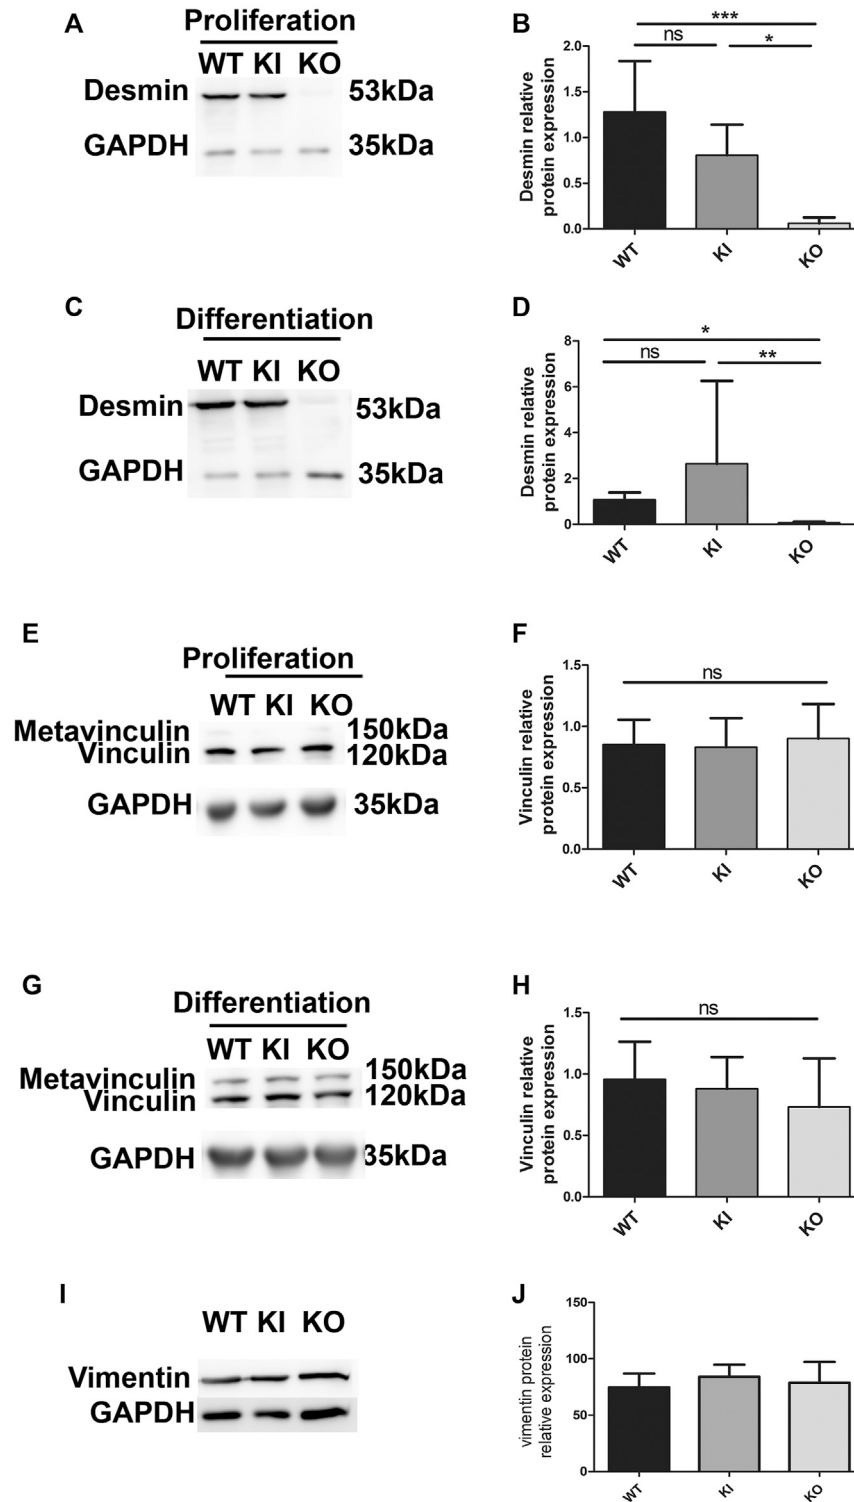 A
Proliferation
WT KI KO
Desmin 53kDa
GAPDH 35kDa
B
Desmin relative
protein expression
***
ns *
2.0
1.5
1.0
0.5
0.0
WT KI KO
C
Differentiation
WT KI KO
Desmin 53kDa
GAPDH 35kDa
D
Desmin relative
protein expression
*
ns **
8
6
4
2
0
WT KI KO
E
Proliferation
WT KI KO
Metavinculin 150kDa
Vinculin 120kDa
GAPDH 35kDa
F
Vinculin relative
protein expression
ns
1.5
1.0
0.5
0.0
WT KI KO
G
Differentiation
WT KI KO
Metavinculin 150kDa
Vinculin 120kDa
GAPDH 35kDa
H
Vinculin relative
protein expression
ns
1.5
1.0
0.5
0.0
WT KI KO
I
WT KI KO
Vimentin
GAPDH
J
vimentin protein
relative expression
150
100
50
0
WT KI KO